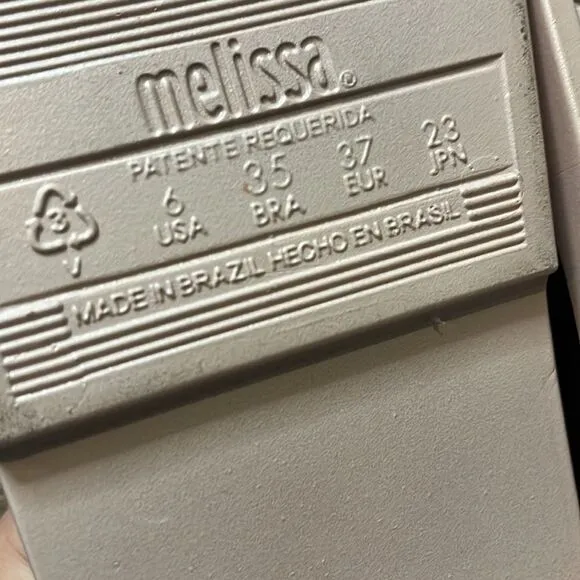 melissa®
PATENTE REQUERIDA
3 6 35 37 23
V USA BRA EUR JPN
MADE IN BRAZIL HECHO EN BRASIL